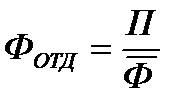 Ф_ОТД = П / Ф̅